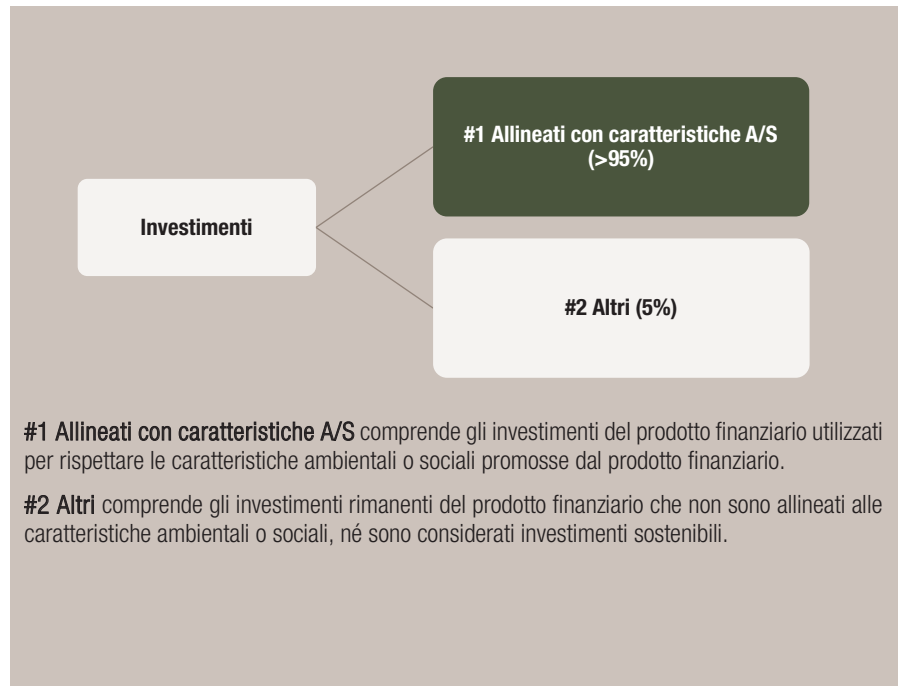 #1 Allineati con caratteristiche A/S
(>95%)
Investimenti
#2 Altri (5%)
#1 Allineati con caratteristiche A/S comprende gli investimenti del prodotto finanziario utilizzati
per rispettare le caratteristiche ambientali o sociali promosse dal prodotto finanziario.
#2 Altri comprende gli investimenti rimanenti del prodotto finanziario che non sono allineati alle
caratteristiche ambientali o sociali, né sono considerati investimenti sostenibili.